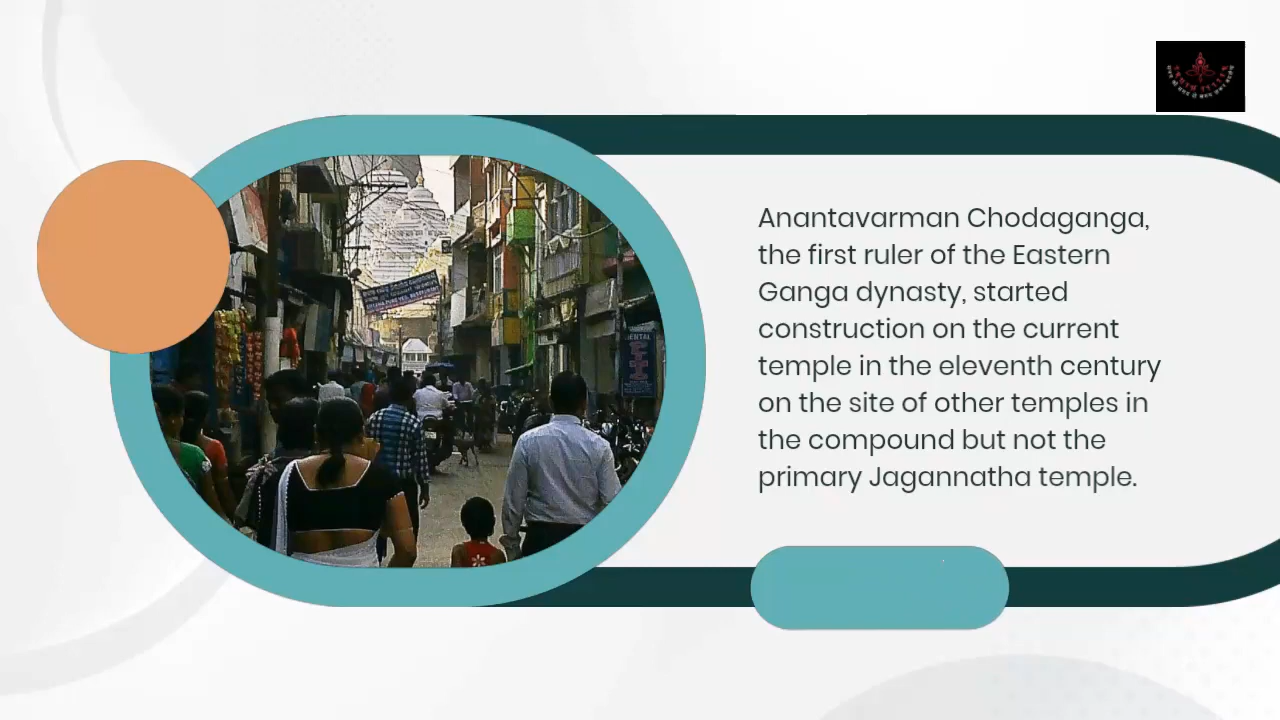 Anantavarman Chodaganga,
the first ruler of the Eastern
Ganga dynasty, started
construction on the current
temple in the eleventh century
on the site of other temples in
the compound but not the
primary Jagannatha temple.